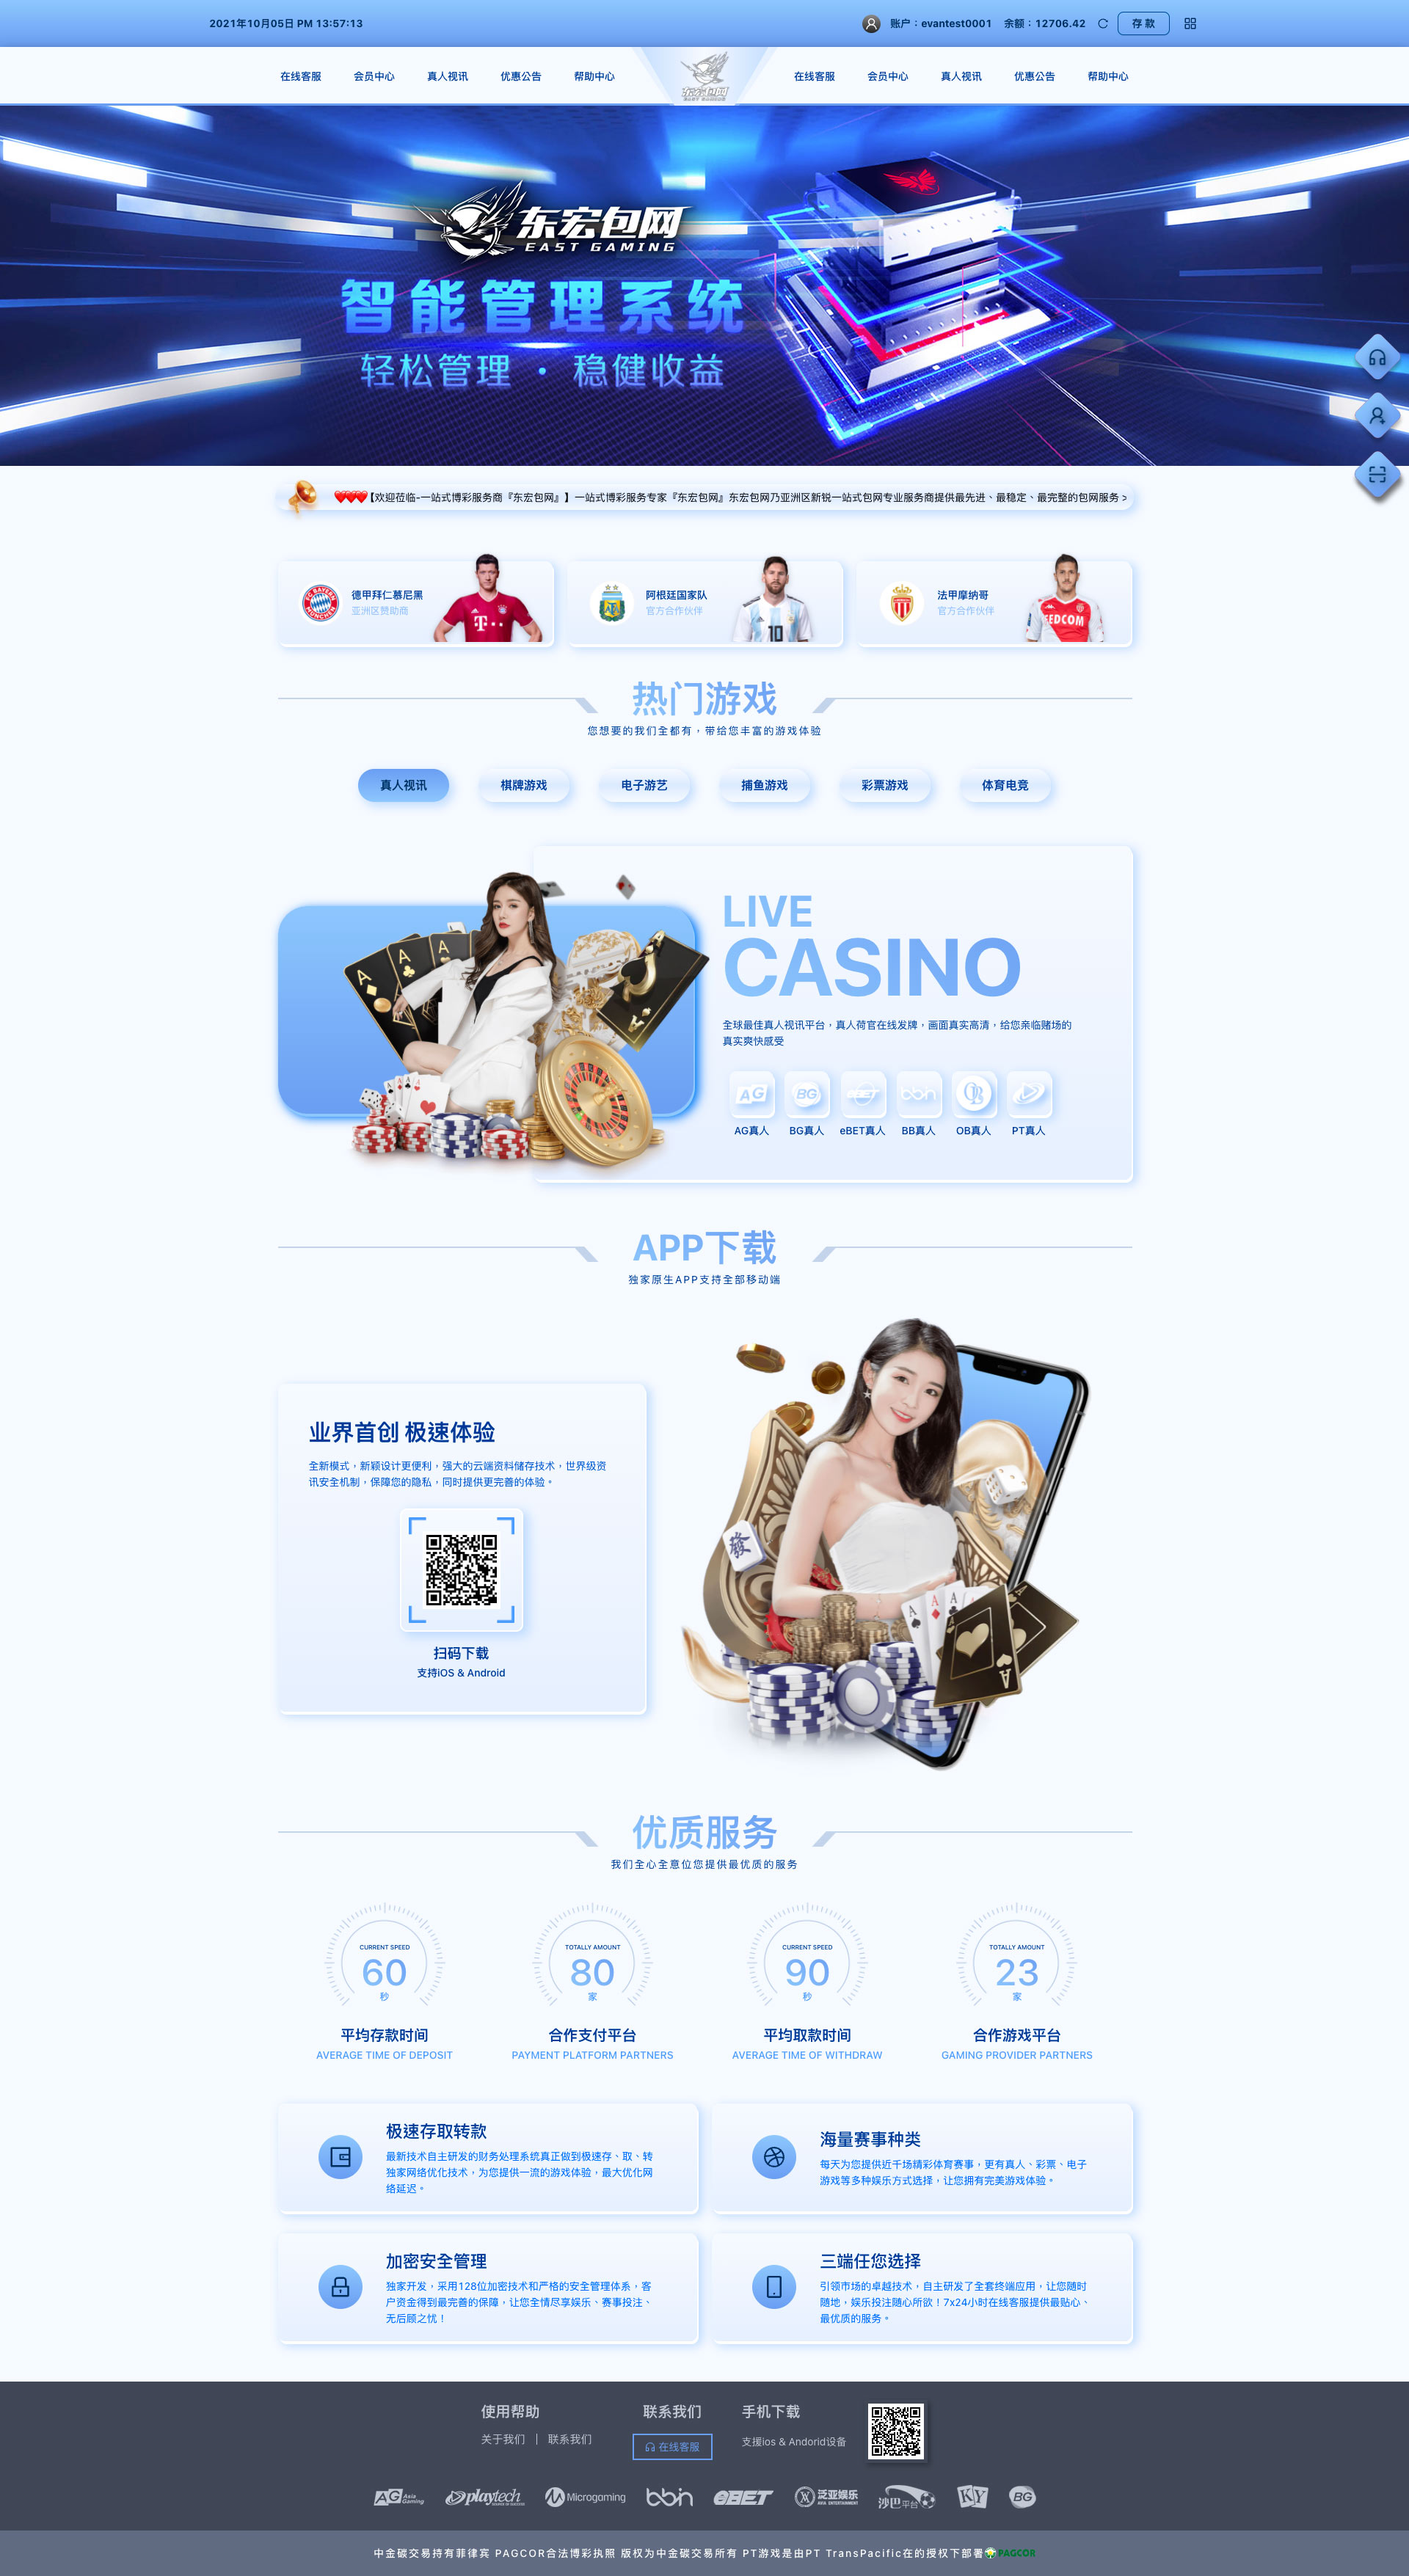 2021年10月05日 PM 13:57:13
账户：evantest0001 余额：12706.42 存 款
在线客服 会员中心 真人视讯 优惠公告 帮助中心 东宏包网 EAST GAMING 在线客服 会员中心 真人视讯 优惠公告 帮助中心
东宏包网
EAST GAMING
智能管理系统
轻松管理 · 稳健收益
【欢迎莅临-一站式博彩服务商『东宏包网』】一站式博彩服务专家『东宏包网』东宏包网乃亚洲区新锐一站式包网专业服务商提供最先进、最稳定、最完整的包网服务 >
德甲拜仁慕尼黑
亚洲区赞助商
阿根廷国家队
官方合作伙伴
10
法甲摩纳哥
官方合作伙伴
FEDCOM
热门游戏
您想要的我们全都有，带给您丰富的游戏体验
真人视讯 棋牌游戏 电子游艺 捕鱼游戏 彩票游戏 体育电竞
LIVE
CASINO
全球最佳真人视讯平台，真人荷官在线发牌，画面真实高清，给您亲临赌场的
真实爽快感受
AG BG eBET bbin OB
AG真人 BG真人 eBET真人 BB真人 OB真人 PT真人
APP下载
独家原生APP支持全部移动端
业界首创 极速体验
全新模式，新颖设计更便利，强大的云端资料储存技术，世界级资
讯安全机制，保障您的隐私，同时提供更完善的体验。
扫码下载
支持iOS & Android
發
优质服务
我们全心全意位您提供最优质的服务
CURRENT SPEED
60
秒
平均存款时间
AVERAGE TIME OF DEPOSIT
TOTALLY AMOUNT
80
家
合作支付平台
PAYMENT PLATFORM PARTNERS
CURRENT SPEED
90
秒
平均取款时间
AVERAGE TIME OF WITHDRAW
TOTALLY AMOUNT
23
家
合作游戏平台
GAMING PROVIDER PARTNERS
极速存取转款
最新技术自主研发的财务处理系统真正做到极速存、取、转
独家网络优化技术，为您提供一流的游戏体验，最大优化网
络延迟。
海量赛事种类
每天为您提供近千场精彩体育赛事，更有真人、彩票、电子
游戏等多种娱乐方式选择，让您拥有完美游戏体验。
加密安全管理
独家开发，采用128位加密技术和严格的安全管理体系，客
户资金得到最完善的保障，让您全情尽享娱乐、赛事投注、
无后顾之忧！
三端任您选择
引领市场的卓越技术，自主研发了全套终端应用，让您随时
随地，娱乐投注随心所欲！7x24小时在线客服提供最贴心、
最优质的服务。
使用帮助
关于我们 | 联系我们
联系我们
在线客服
手机下载
支援ios & Andorid设备
AG Asia Gaming playtech Microgaming bbin eBET 泛亚娱乐 沙巴平台 KY BG
中金碳交易持有菲律宾 PAGCOR合法博彩执照 版权为中金碳交易所有 PT游戏是由PT TransPacific在的授权下部署 PAGCOR